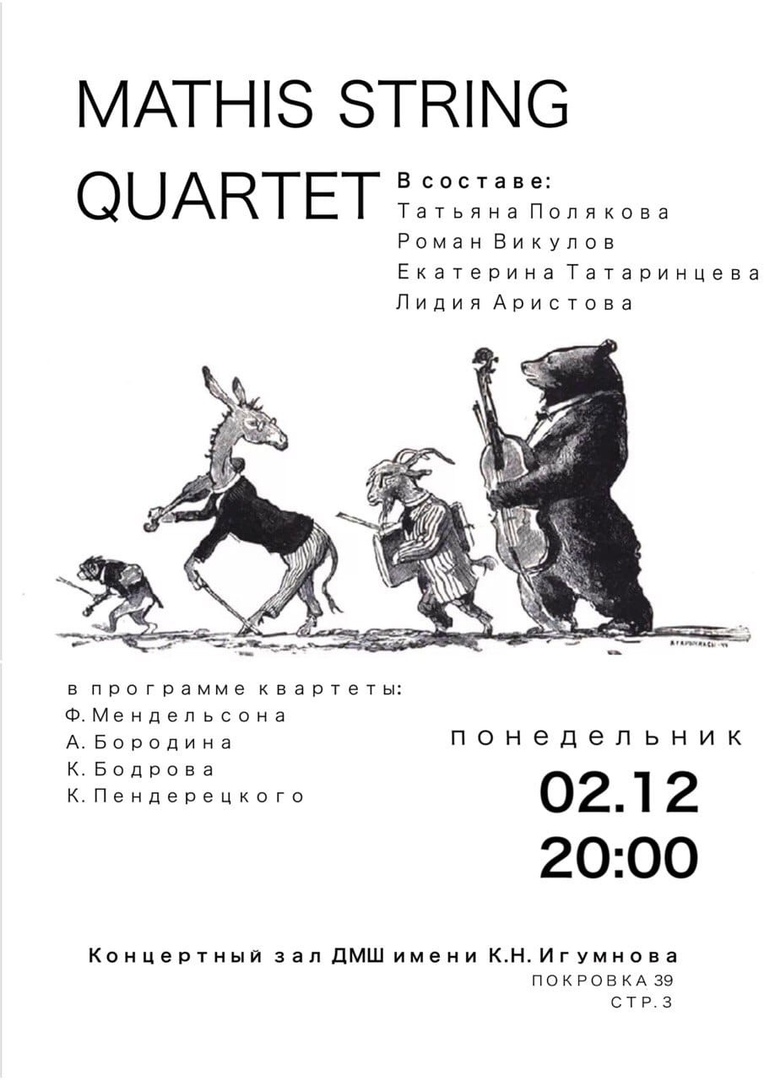 MATHIS STRING
QUARTET
В составе:
Татьяна Полякова
Роман Викулов
Екатерина Татаринцева
Лидия Аристова
в программе квартеты:
Ф. Мендельсона
А. Бородина
К. Бодрова
К. Пендерецкого
понедельник
02.12
20:00
Концертный зал ДМШ имени К.Н. Игумнова
ПОКРОВКА 39
СТР. 3